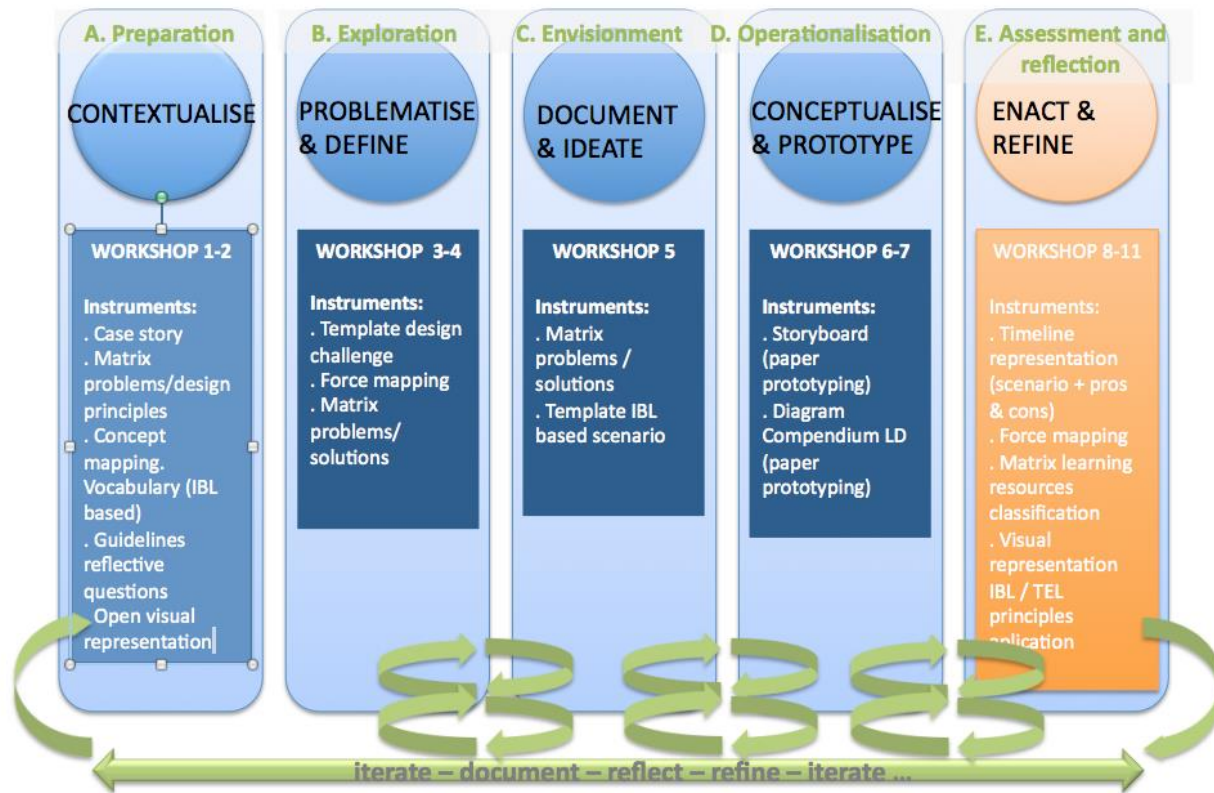 A. Preparation
CONTEXTUALISE
WORKSHOP 1-2
Instruments:
. Case story
. Matrix
problems/design
principles
. Concept
mapping.
Vocabulary (IBL
based)
. Guidelines
reflective
questions
. Open visual
representation
B. Exploration
PROBLEMATISE
& DEFINE
WORKSHOP 3-4
Instruments:
. Template design
challenge
. Force mapping
. Matrix
problems/
solutions
C. Envisionment
DOCUMENT
& IDEATE
WORKSHOP 5
Instruments:
. Matrix
problems /
solutions
. Template IBL
based scenario
D. Operationalisation
CONCEPTUALISE
& PROTOTYPE
WORKSHOP 6-7
Instruments:
. Storyboard
(paper
prototyping)
. Diagram
Compendium LD
(paper
prototyping)
E. Assessment and
reflection
ENACT &
REFINE
WORKSHOP 8-11
Instruments:
. Timeline
representation
(scenario + pros
& cons)
. Force mapping
. Matrix learning
resources
classification
. Visual
representation
IBL / TEL
principles
iterate – document – reflect – refine – iterate ...